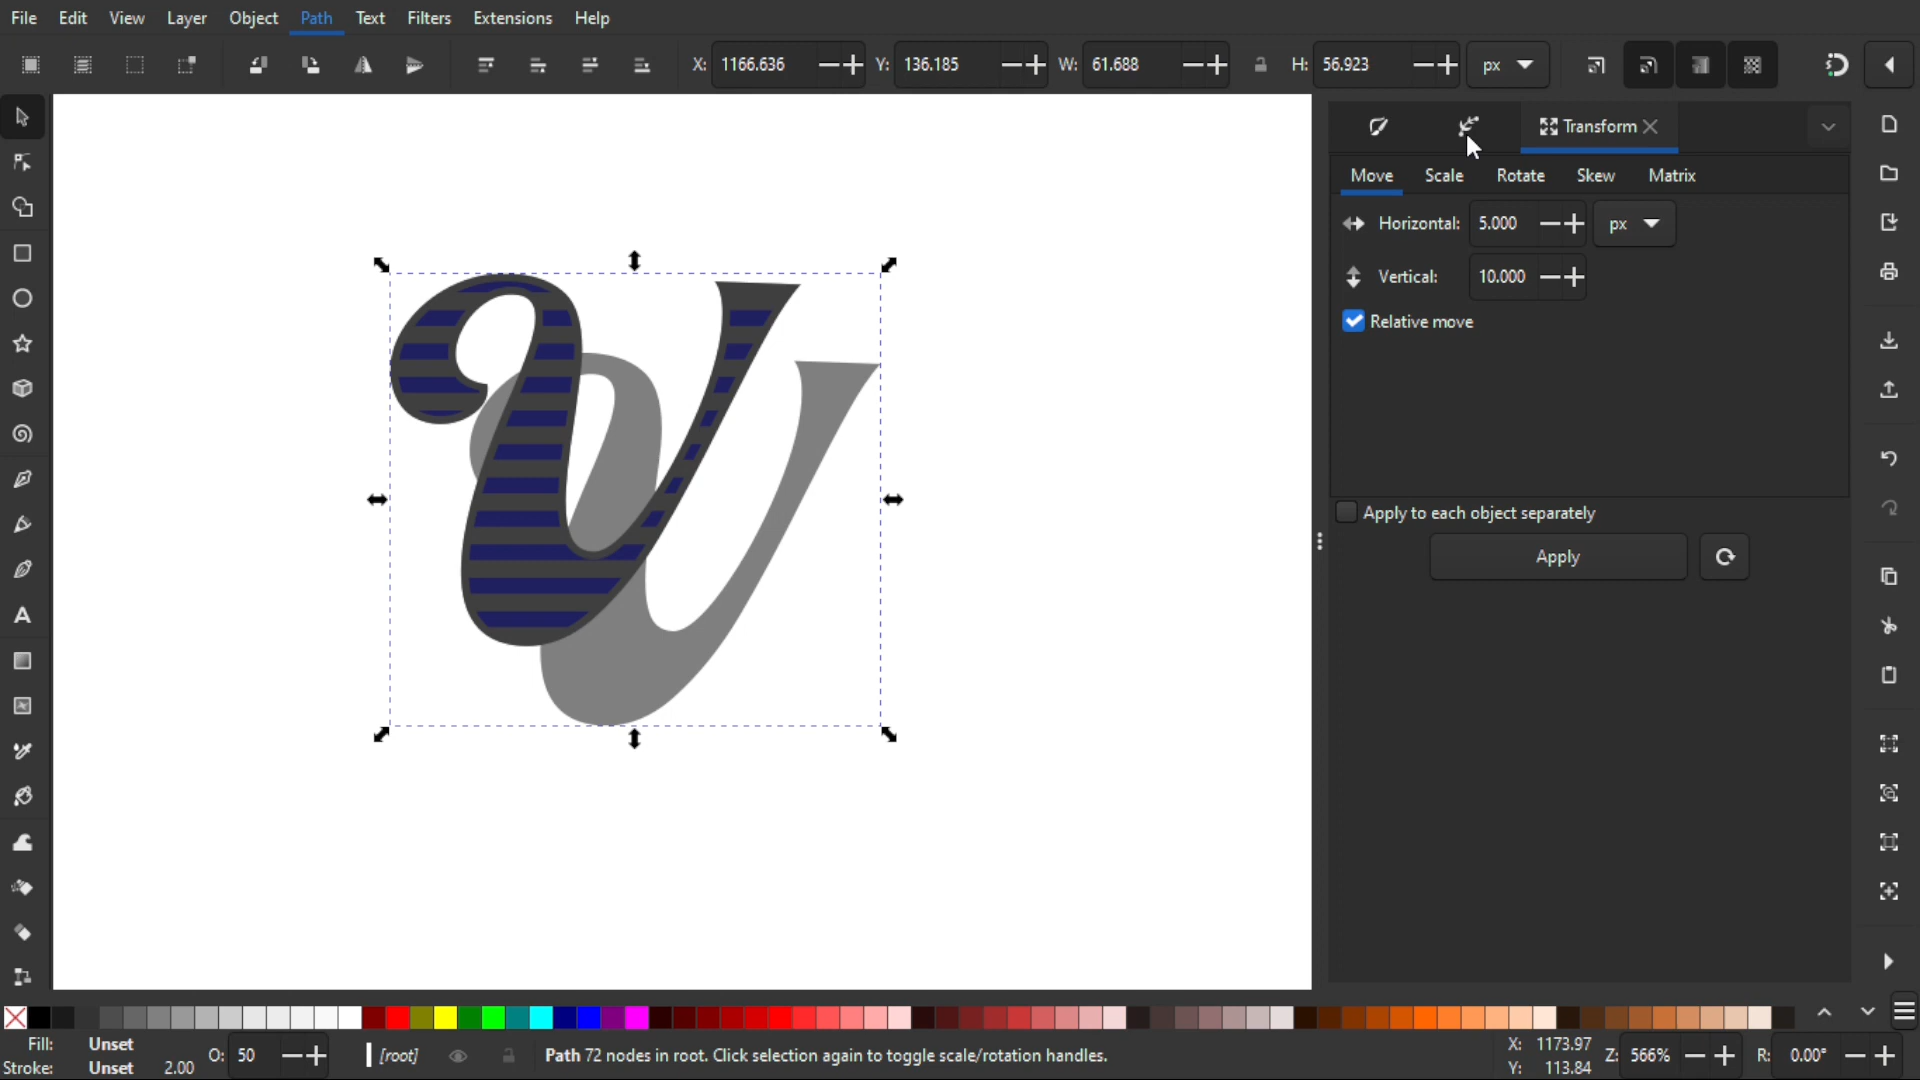 File Edit View Layer Object Path Text Filters Extensions Help
X: 1166.636 Y: 136.185 W: 61.688 H: 56.923 px
Transform
Move Scale Rotate Skew Matrix
Horizontal: 5.000 px
Vertical: 10.000
Relative move
Apply to each object separately
Apply
Fill: Unset
Stroke: Unset 2.00
O: 50
[root]
Path 72 nodes in root. Click selection again to toggle scale/rotation handles.
X: 1173.97
Y: 113.84
Z: 566%
R: 0.00°